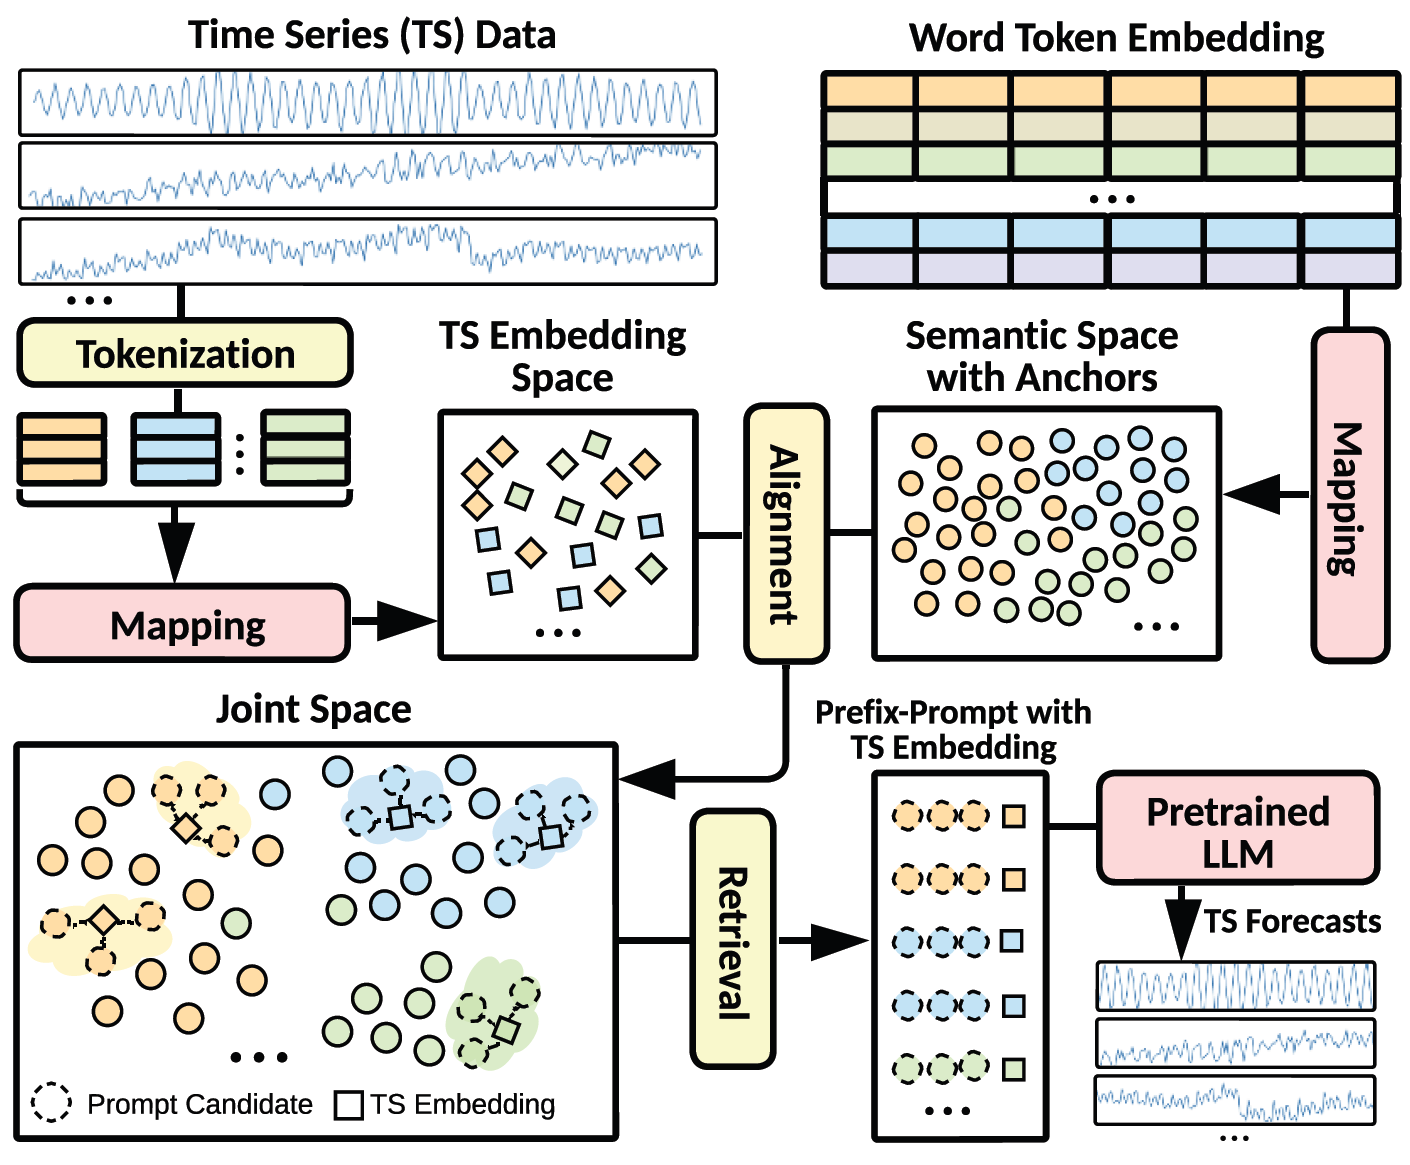 Time Series (TS) Data
Word Token Embedding
...
...
Tokenization
TS Embedding
Space
Semantic Space
with Anchors
Mapping
Alignment
Mapping
...
...
Joint Space
Prefix-Prompt with
TS Embedding
Pretrained
LLM
Retrieval
TS Forecasts
...
Prompt Candidate
TS Embedding
...
...